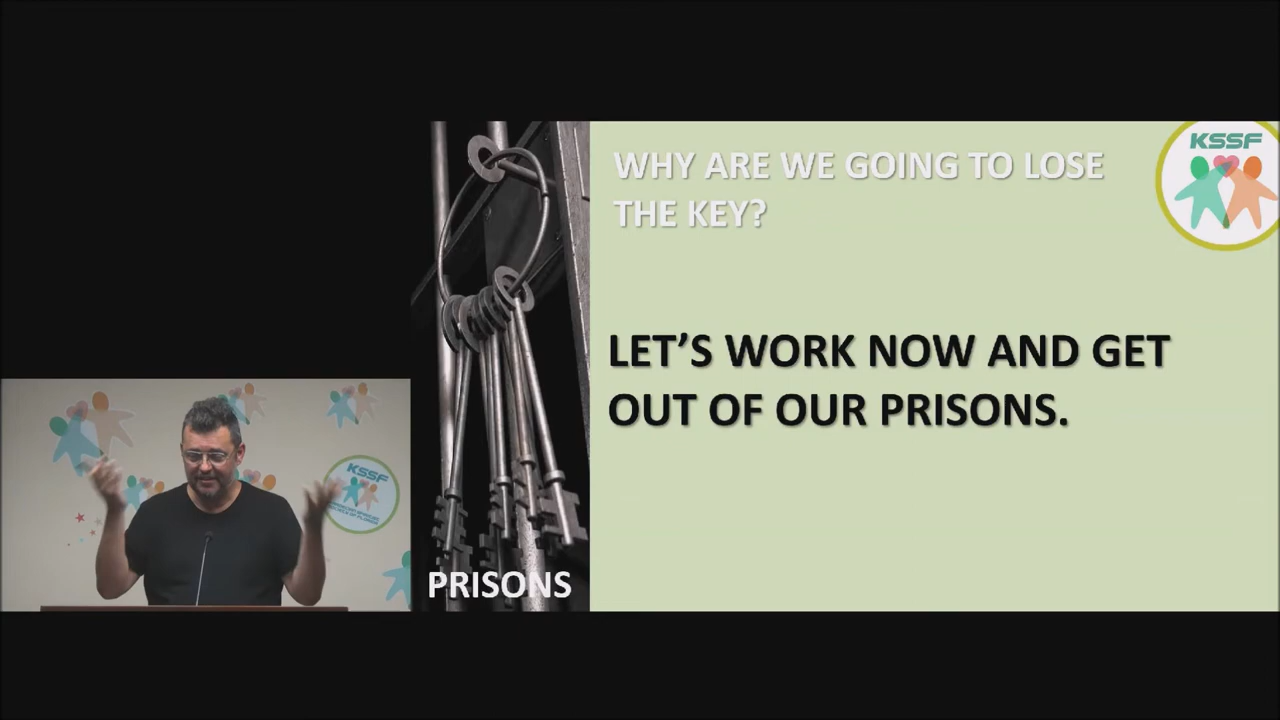 WHY ARE WE GOING TO LOSE
THE KEY?
KSSF
LET'S WORK NOW AND GET
OUT OF OUR PRISONS.
PRISONS
KSSF